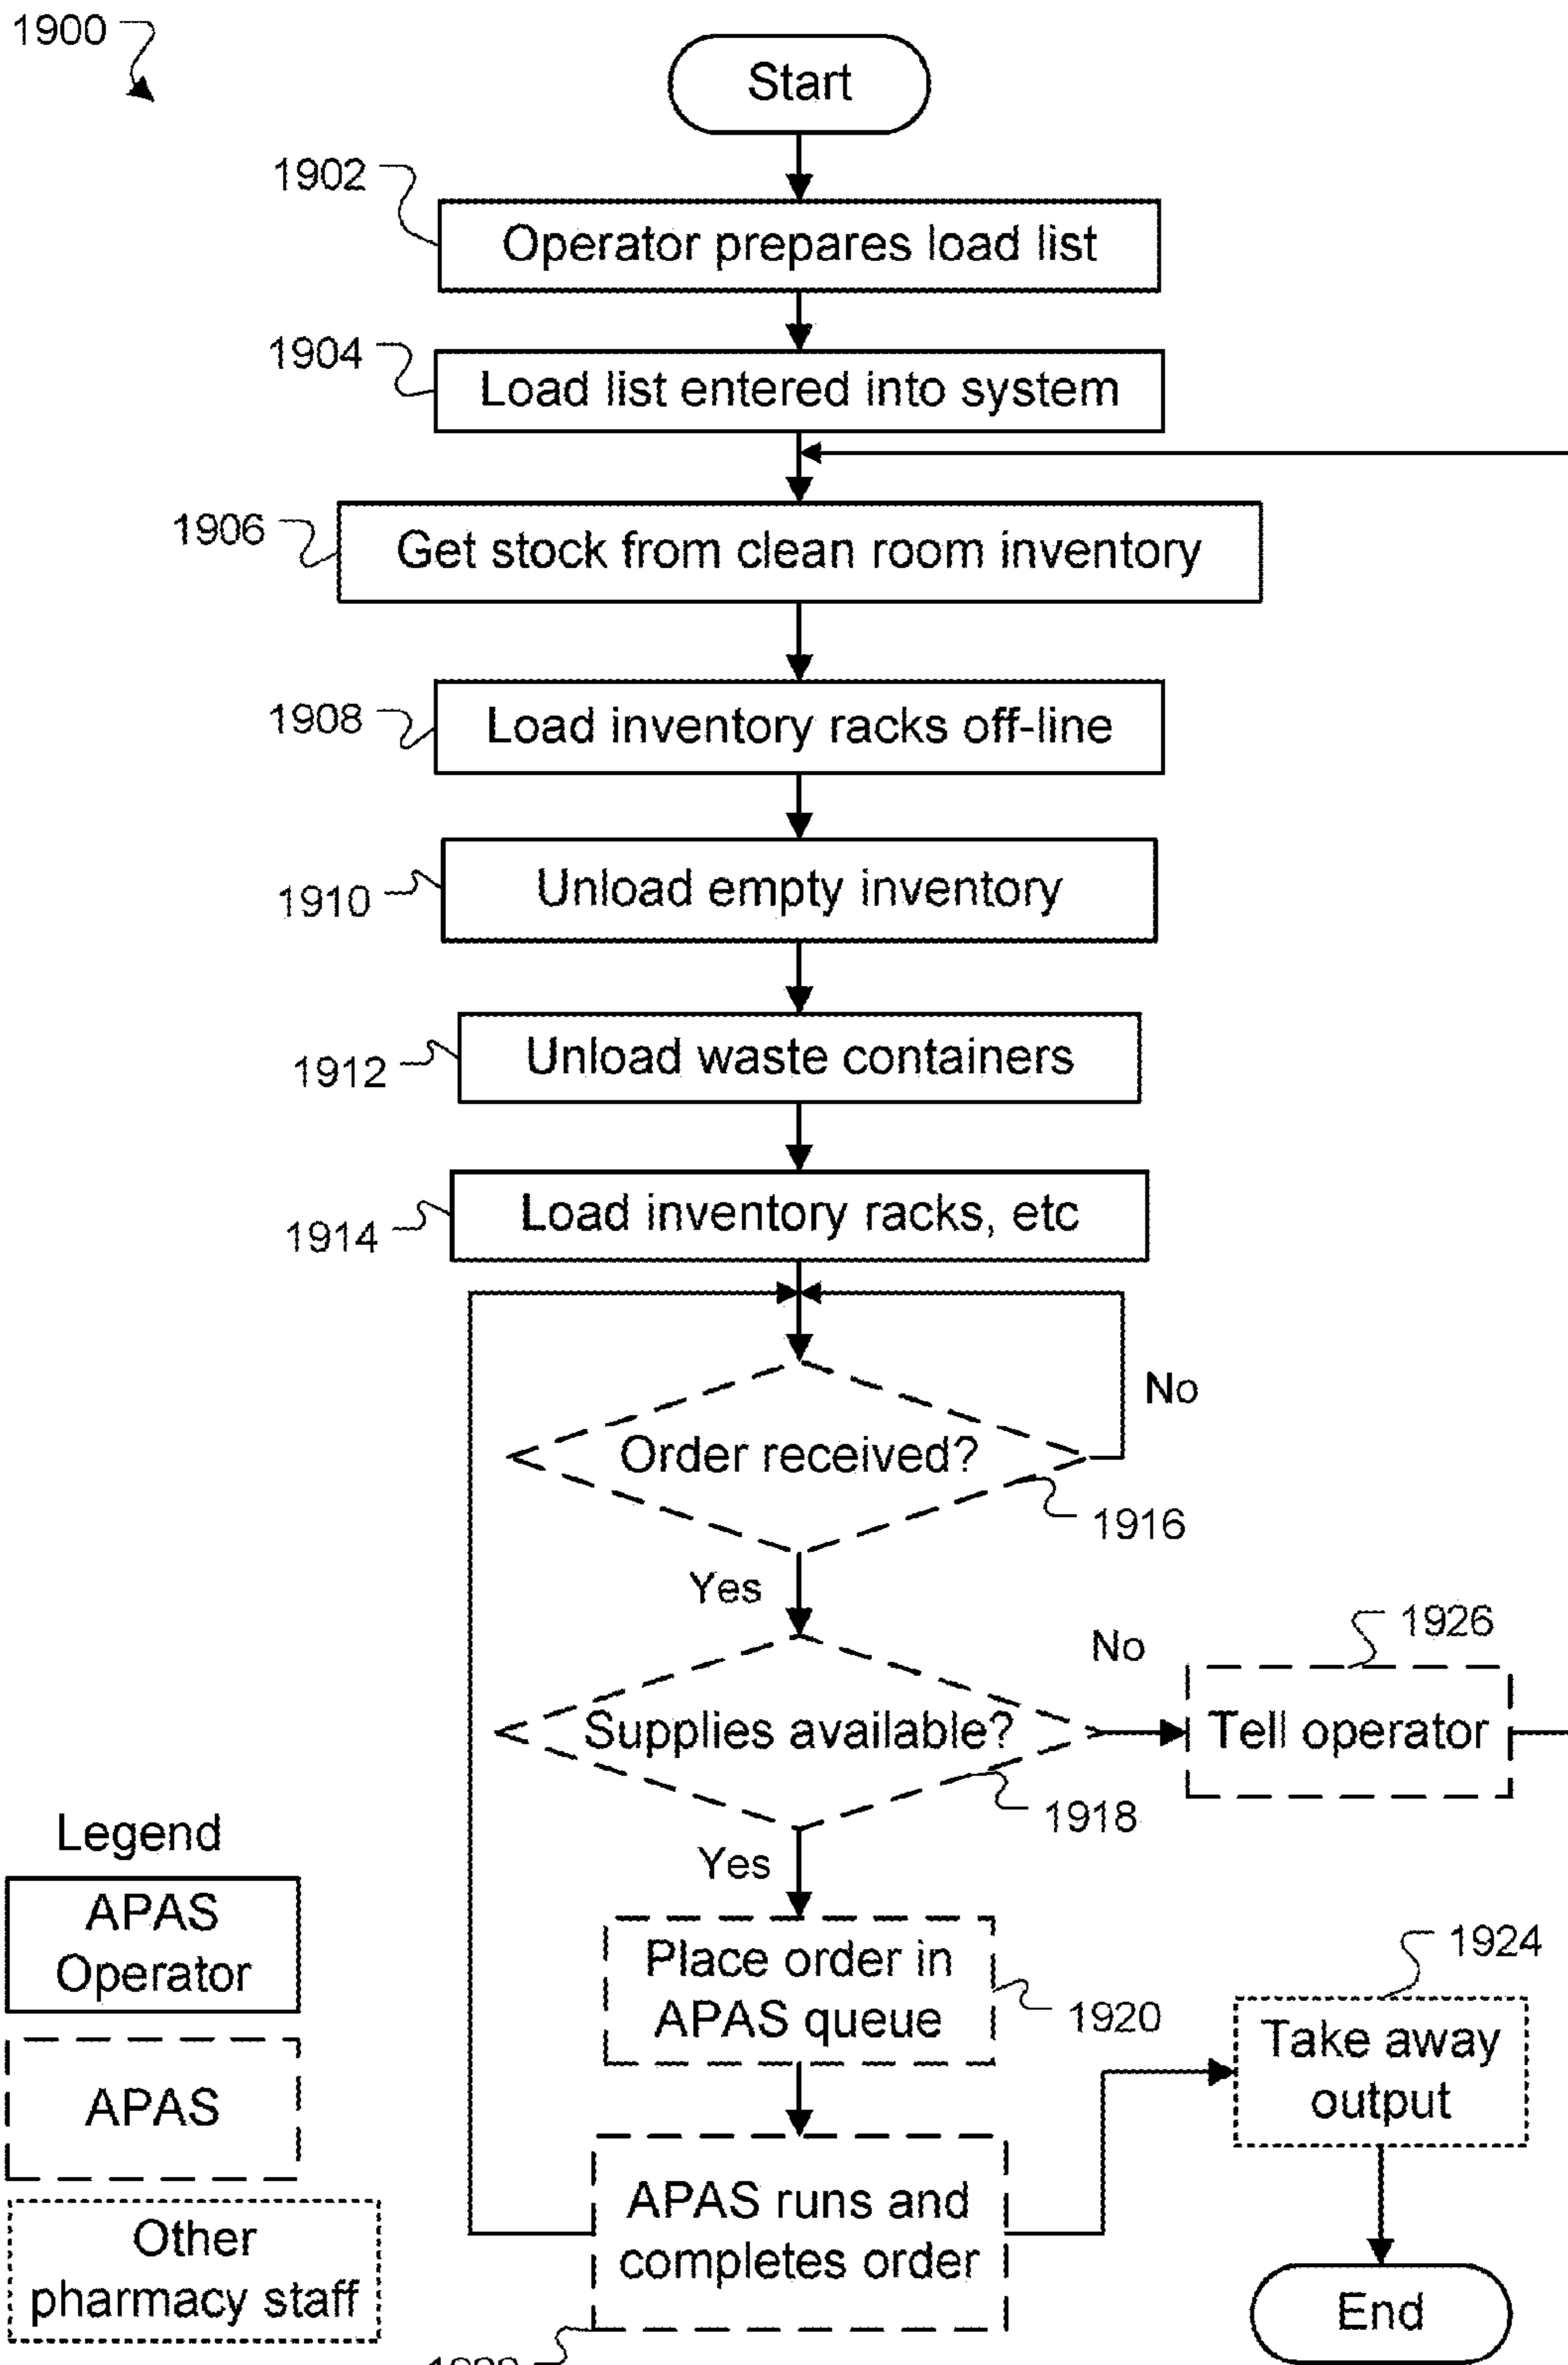 1900
Start
1902
Operator prepares load list
1904
Load list entered into system
1906
Get stock from clean room inventory
1908
Load inventory racks off-line
1910
Unload empty inventory
1912
Unload waste containers
1914
Load inventory racks, etc
No
Order received?
1916
Yes
No
1926
Supplies available?
Tell operator
1918
Yes
Place order in
APAS queue
1920
1924
Take away
output
APAS runs and
completes order
End
Legend
APAS
Operator
APAS
Other
pharmacy staff